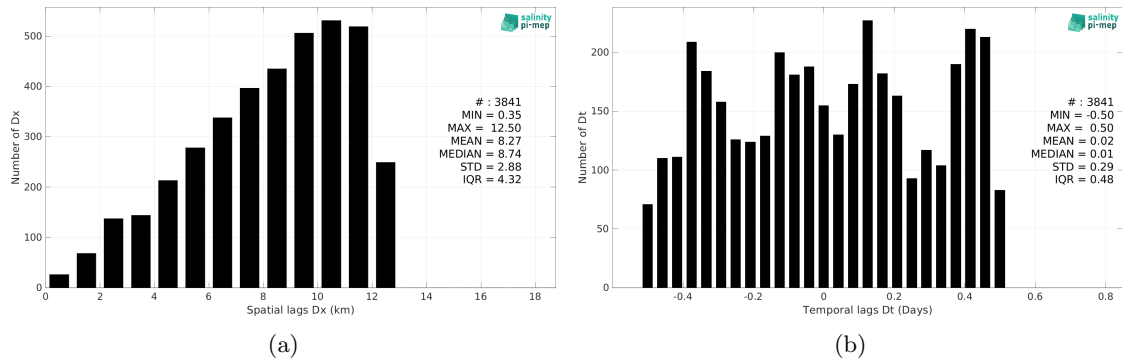 500
400
300
200
100
0
Number of Dx
0 2 4 6 8 10 12 14 16 18
Spatial lags Dx (km)
salinity
pi-mep
# : 3841
MIN = 0.35
MAX = 12.50
MEAN = 8.27
MEDIAN = 8.74
STD = 2.88
IQR = 4.32
(a)
200
150
100
50
0
Number of Dt
-0.4 -0.2 0 0.2 0.4 0.6 0.8
Temporal lags Dt (Days)
salinity
pi-mep
# : 3841
MIN = -0.50
MAX = 0.50
MEAN = 0.02
MEDIAN = 0.01
STD = 0.29
IQR = 0.48
(b)